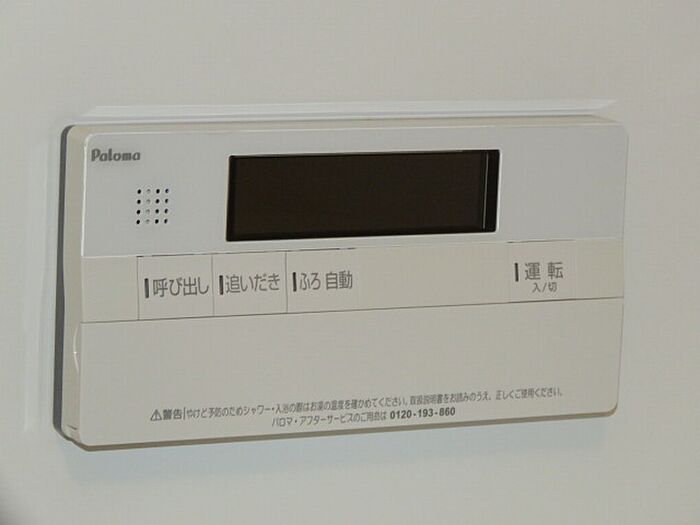 Paloma
呼び出し 追いだき ふろ 自動 運転
入/切
⚠警告 やけど予防のためシャワー・入浴の際はお湯の温度を確かめてください。取扱説明書をお読みのうえ、正しくご使用ください。
パロマ・アフターサービスのご用命は 0120-193-860